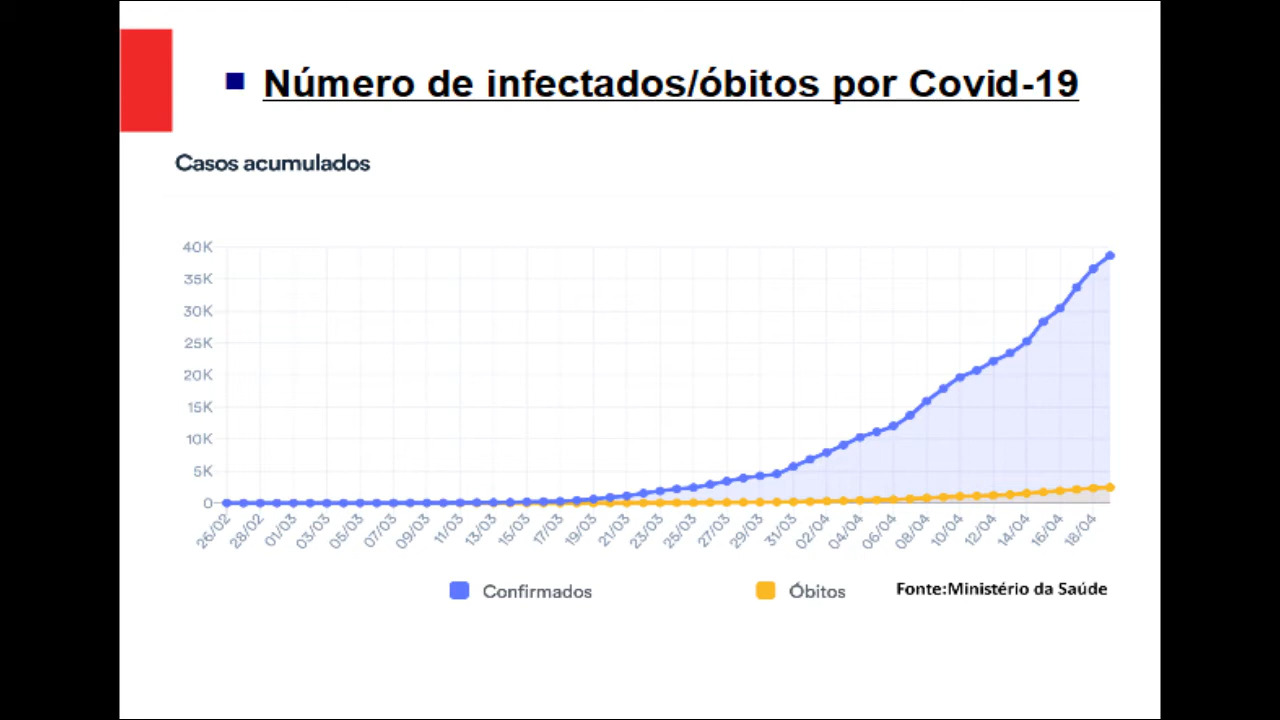 Número de infectados/óbitos por Covid-19
Casos acumulados
40K
35K
30K
25K
20K
15K
10K
5K
0
26/02 28/02 01/03 03/03 05/03 07/03 09/03 11/03 13/03 15/03 17/03 19/03 21/03 23/03 25/03 27/03 29/03 31/03 02/04 04/04 06/04 08/04 10/04 12/04 14/04 16/04 18/04
Confirmados Óbitos Fonte:Ministério da Saúde